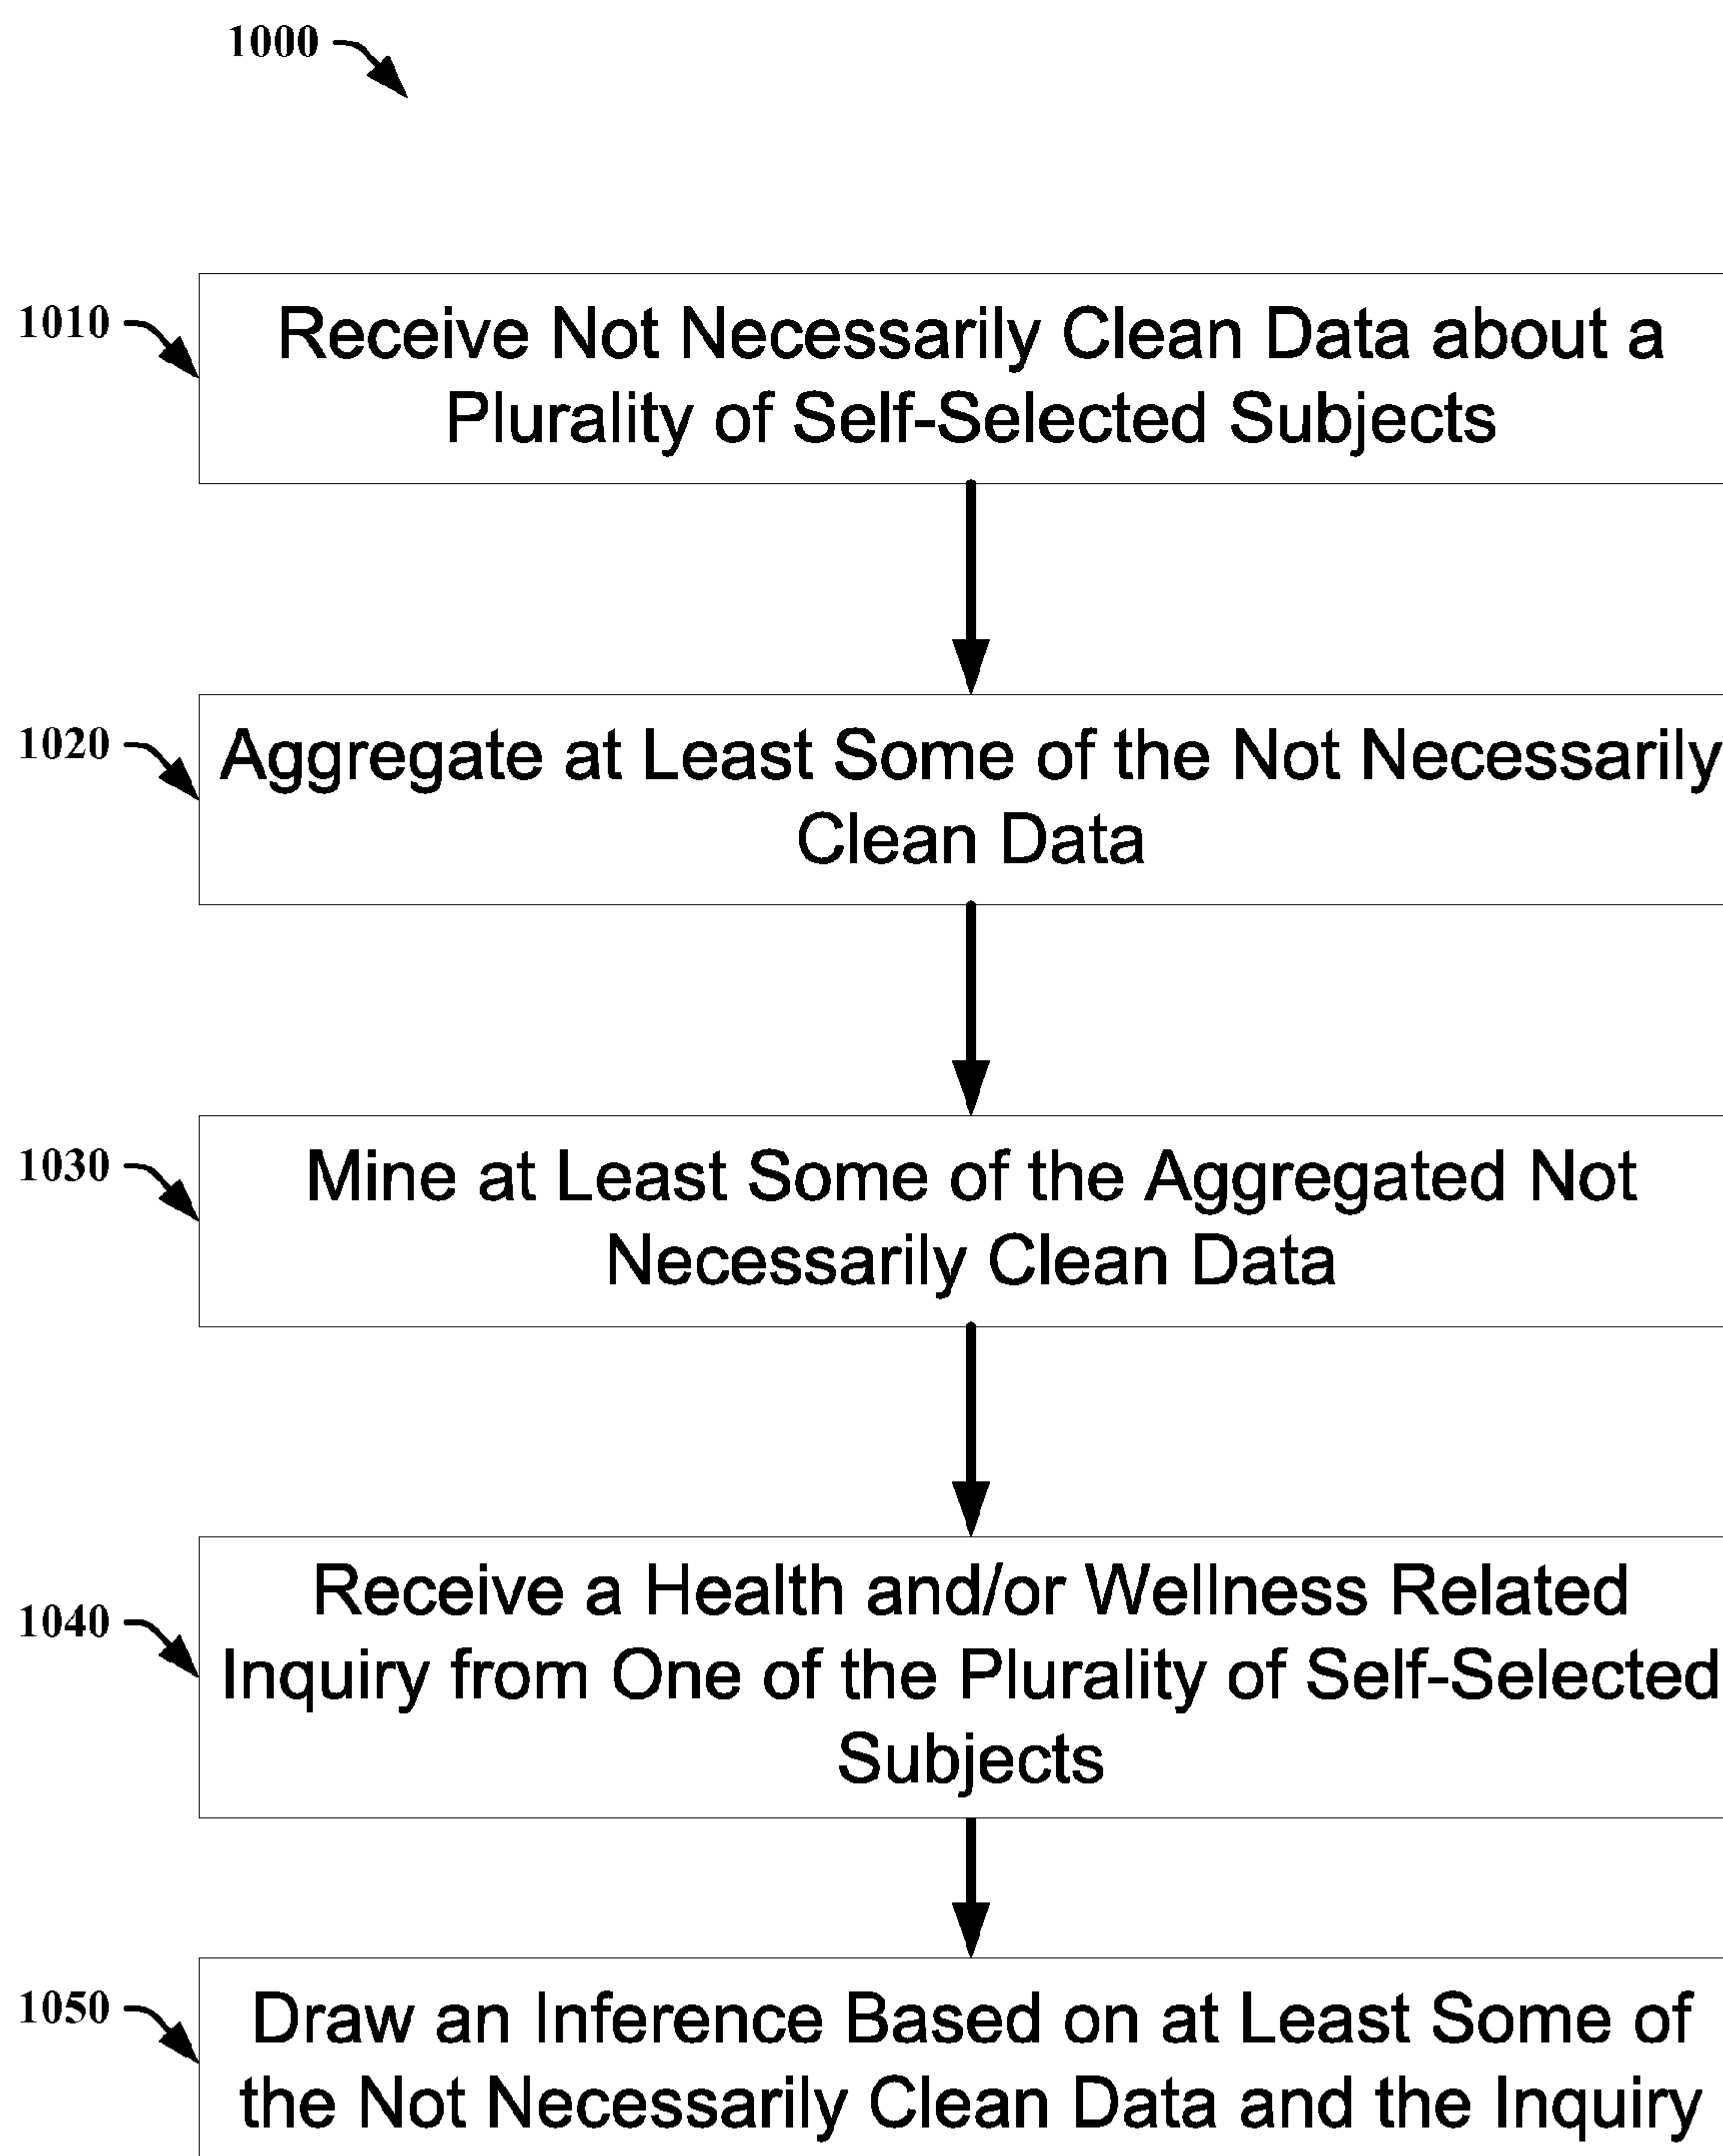 1000
1010
Receive Not Necessarily Clean Data about a
Plurality of Self-Selected Subjects
1020
Aggregate at Least Some of the Not Necessarily
Clean Data
1030
Mine at Least Some of the Aggregated Not
Necessarily Clean Data
1040
Receive a Health and/or Wellness Related
Inquiry from One of the Plurality of Self-Selected
Subjects
1050
Draw an Inference Based on at Least Some of
the Not Necessarily Clean Data and the Inquiry